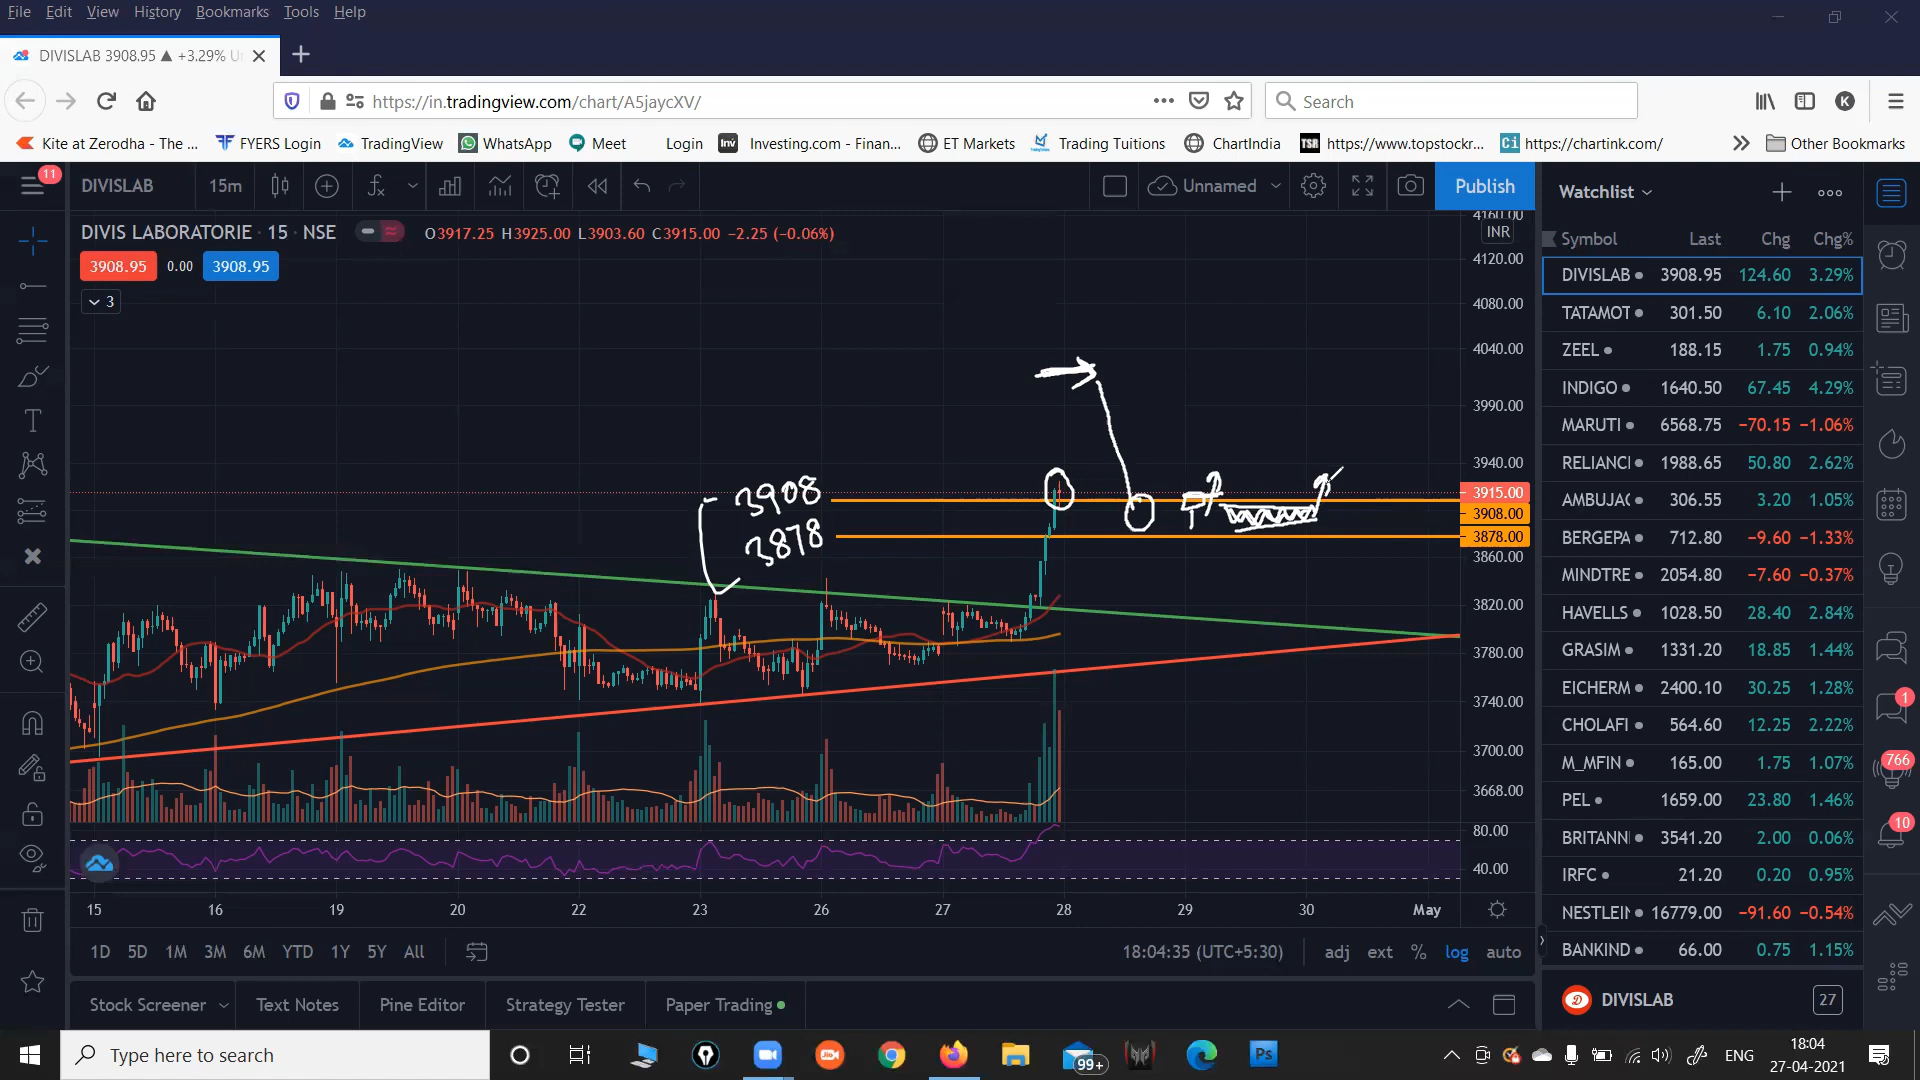 File Edit View History Bookmarks Tools Help
DIVISLAB 3908.95 ▲ +3.29%
https://in.tradingview.com/chart/A5jaycXV/
Search
Kite at Zerodha - The ... FYERS Login TradingView WhatsApp Meet Login Inv Investing.com - Finan... ET Markets Trading Tuitions ChartIndia TSR https://www.topstockr... Ci https://chartink.com/ Other Bookmarks
11
DIVISLAB 15m Unnamed Publish
DIVIS LABORATORIE · 15 · NSE O3917.25 H3925.00 L3903.60 C3915.00 −2.25 (−0.06%)
3908.95 0.00 3908.95
3
3908
3878
4160.00
INR
4120.00
4080.00
4040.00
3990.00
3940.00
3915.00
3908.00
3878.00
3860.00
3820.00
3780.00
3740.00
3700.00
3668.00
80.00
40.00
15 16 19 20 22 23 26 27 28 29 30 May
1D 5D 1M 3M 6M YTD 1Y 5Y All 18:04:35 (UTC+5:30) adj ext % log auto
Stock Screener Text Notes Pine Editor Strategy Tester Paper Trading
Watchlist
Symbol Last Chg Chg%
DIVISLAB 3908.95 124.60 3.29%
TATAMOT 301.50 6.10 2.06%
ZEEL 188.15 1.75 0.94%
INDIGO 1640.50 67.45 4.29%
MARUTI 6568.75 −70.15 −1.06%
RELIANCI 1988.65 50.80 2.62%
AMBUJA 306.55 3.20 1.05%
BERGEPA 712.80 −9.60 −1.33%
MINDTRE 2054.80 −7.60 −0.37%
HAVELLS 1028.50 28.40 2.84%
GRASIM 1331.20 18.85 1.44%
EICHERM 2400.10 30.25 1.28%
CHOLAFI 564.60 12.25 2.22%
M_MFIN 165.00 1.75 1.07%
PEL 1659.00 23.80 1.46%
BRITANN 3541.20 2.00 0.06%
IRFC 21.20 0.20 0.95%
NESTLEIN 16779.00 −91.60 −0.54%
BANKIND 66.00 0.75 1.15%
DIVISLAB 27
1
766
10
Type here to search
99+
Ps
ENG
18:04
27-04-2021